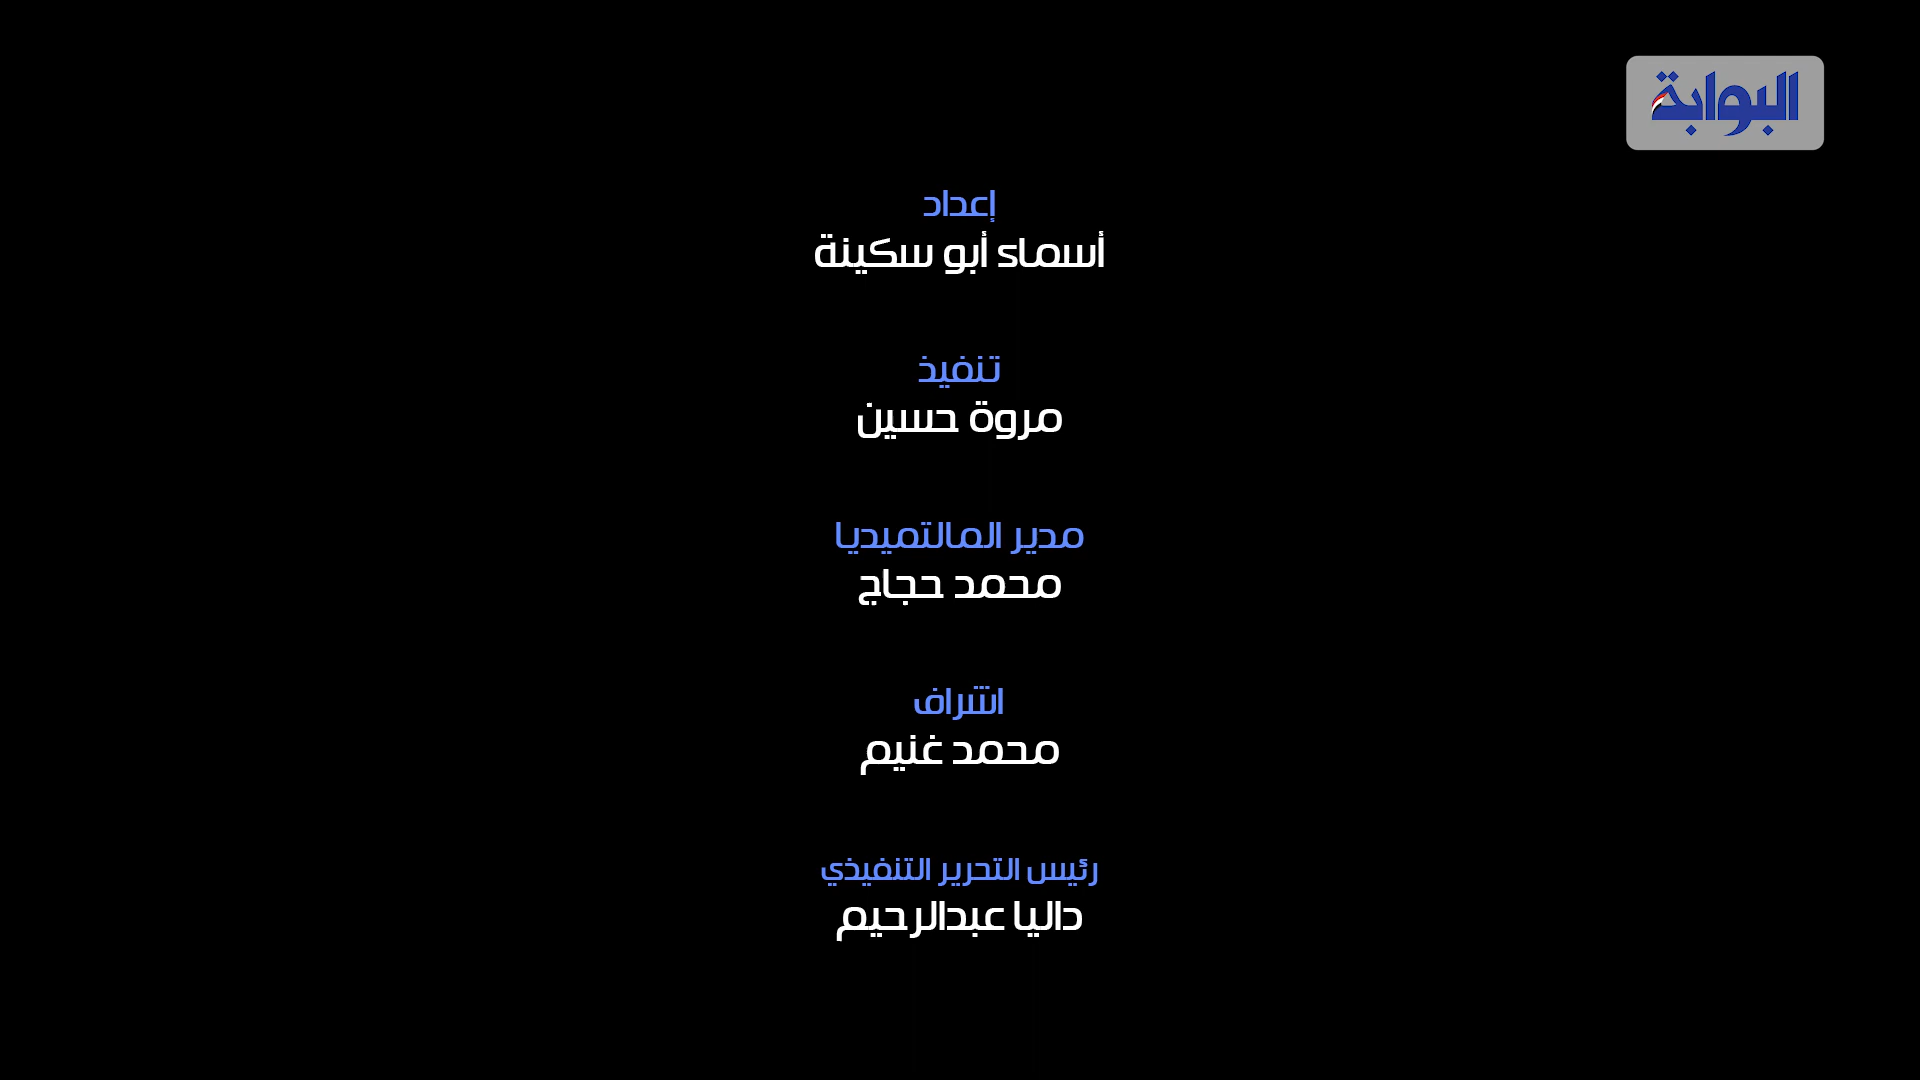 البوابة
إعداد
أسماء أبو سكينة
تنفيذ
مروة حسين
مدير المالتميديا
محمد حجاج
اشراف
محمد غنيم
رئيس التحرير التنفيذي
داليا عبدالرحيم